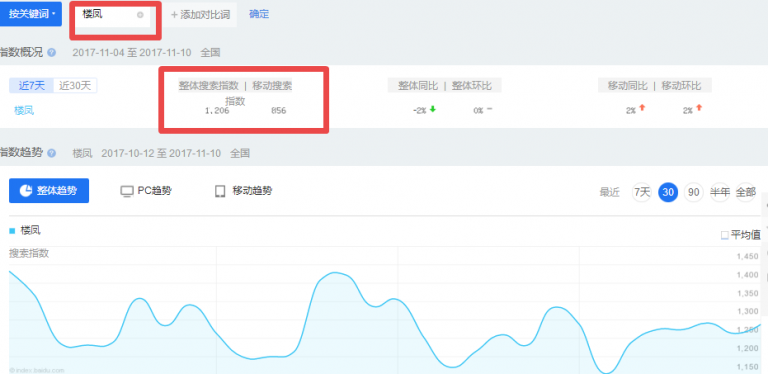 按关键词 楼凤 + 添加对比词 确定
指数概况 2017-11-04 至 2017-11-10 全国
近7天 近30天 整体搜索指数 | 移动搜索指数 整体同比 | 整体环比 移动同比 | 移动环比
楼凤 1,206 856 -2% 0% 2% 2%
指数趋势 楼凤 2017-10-12 至 2017-11-10 全国
整体趋势 PC趋势 移动趋势 最近 7天 30 90 半年 全部
楼凤 平均值
搜索指数
1,450
1,400
1,350
1,300
1,250
1,200
1,150
© index.baidu.com